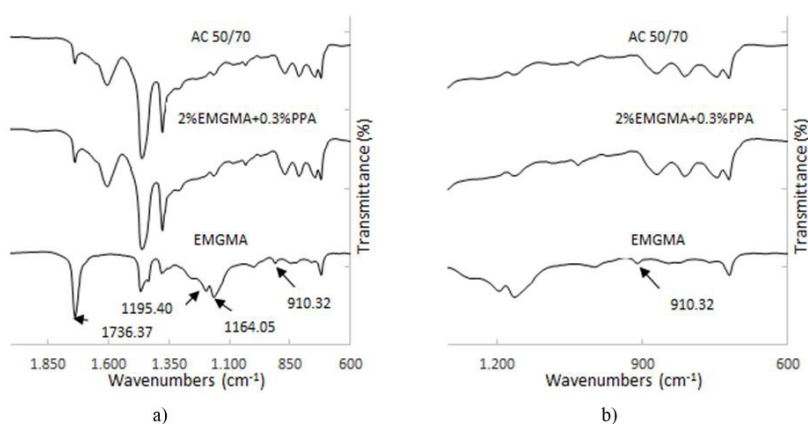 AC 50/70
2%EMGMA+0.3%PPA
EMGMA
1195.40
1736.37
1164.05
910.32
Transmittance (%)
1.850 1.600 1.350 1.100 850 600
Wavenumbers (cm-1)
a)
AC 50/70
2%EMGMA+0.3%PPA
EMGMA
910.32
Transmittance (%)
1.200 900 600
Wavenumbers (cm-1)
b)